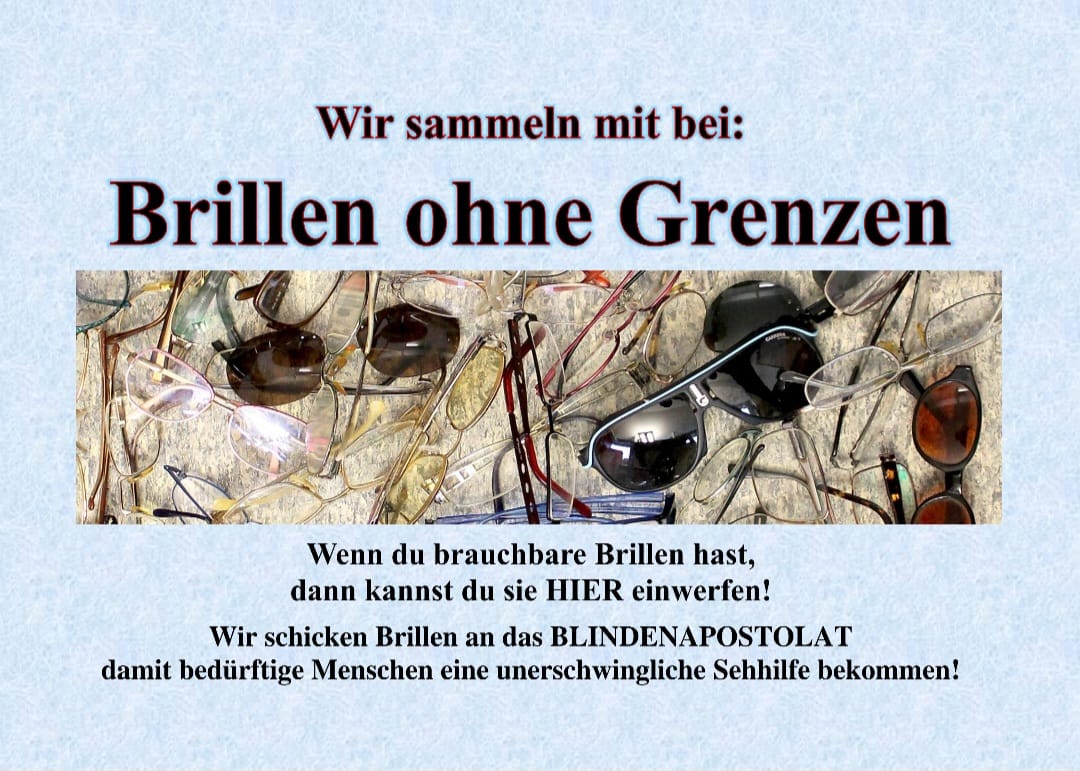 Wir sammeln mit bei:
Brillen ohne Grenzen
CARRERA
Wenn du brauchbare Brillen hast,
dann kannst du sie HIER einwerfen!
Wir schicken Brillen an das BLINDENAPOSTOLAT
damit bedürftige Menschen eine unerschwingliche Sehhilfe bekommen!